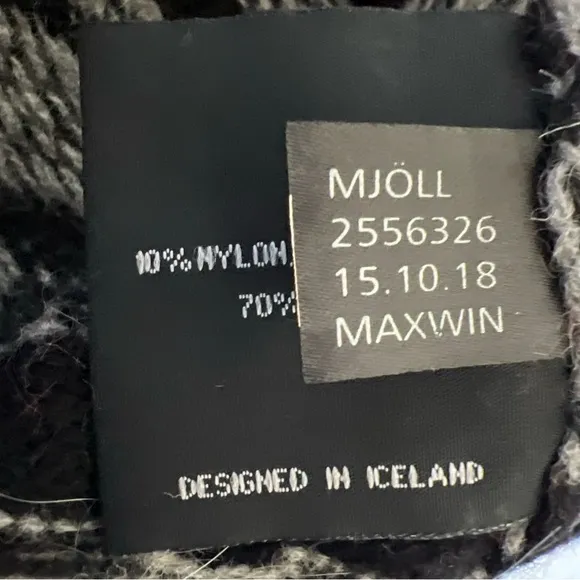 MJÖLL
2556326
15.10.18
MAXWIN
10% NYLON,
70%
DESIGNED IN ICELAND